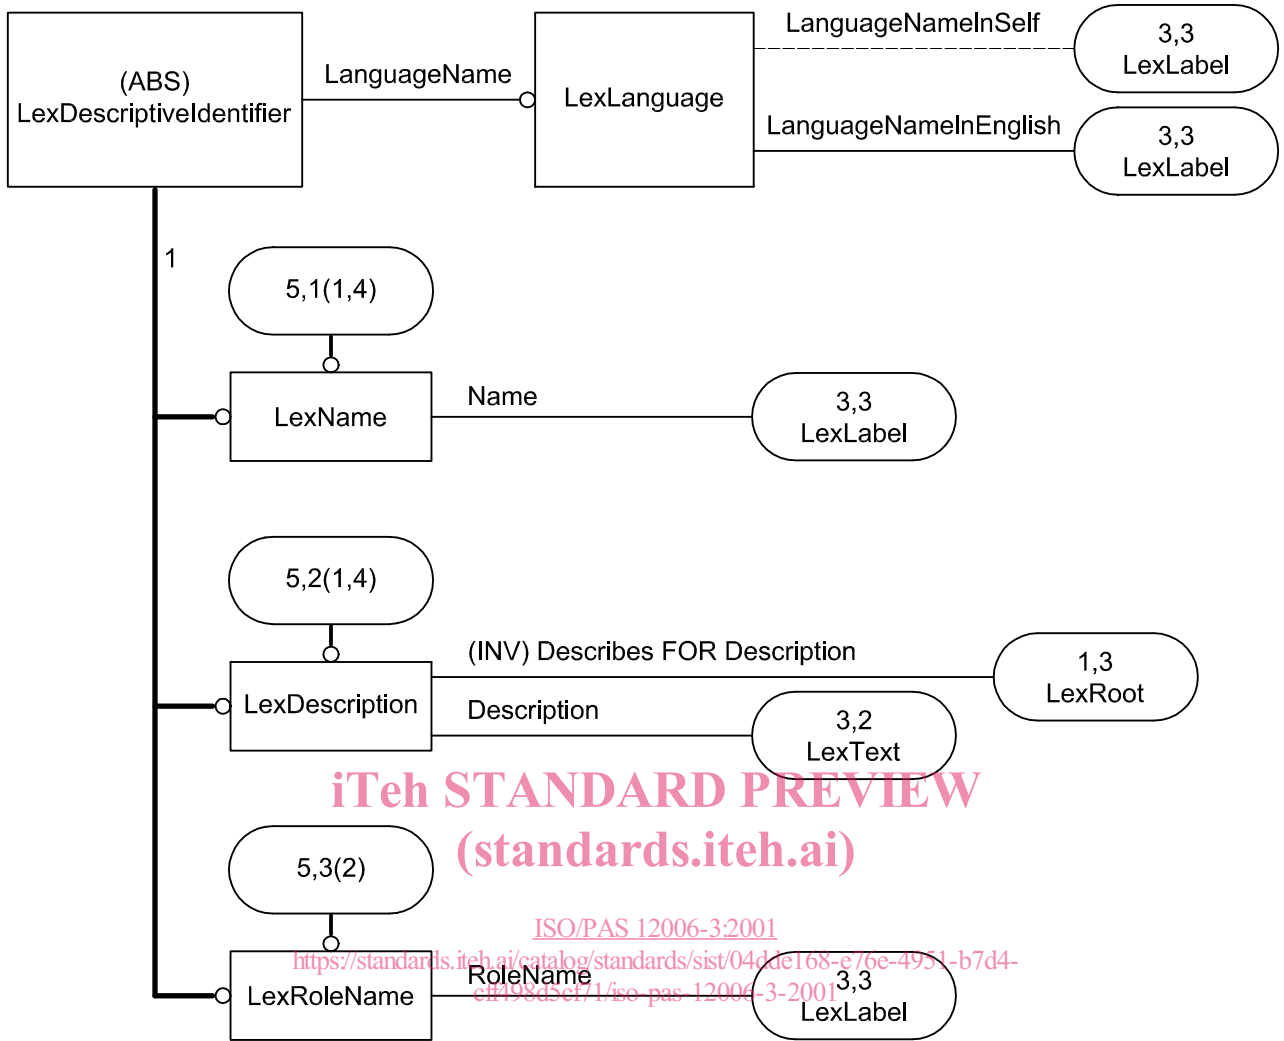 (ABS)
LexDescriptiveIdentifier
LanguageName
LexLanguage
LanguageNameInSelf
3,3
LexLabel
LanguageNameInEnglish
3,3
LexLabel
1
5,1(1,4)
LexName
Name
3,3
LexLabel
5,2(1,4)
LexDescription
(INV) Describes FOR Description
1,3
LexRoot
Description
3,2
LexText
iTeh STANDARD PREVIEW
(standards.iteh.ai)
5,3(2)
ISO/PAS 12006-3:2001
https://standards.iteh.ai/catalog/standards/sist/04dde168-e76e-4951-b7d4-
cff498d5cf71/iso-pas-12006-3-2001
LexRoleName
RoleName
3,3
LexLabel